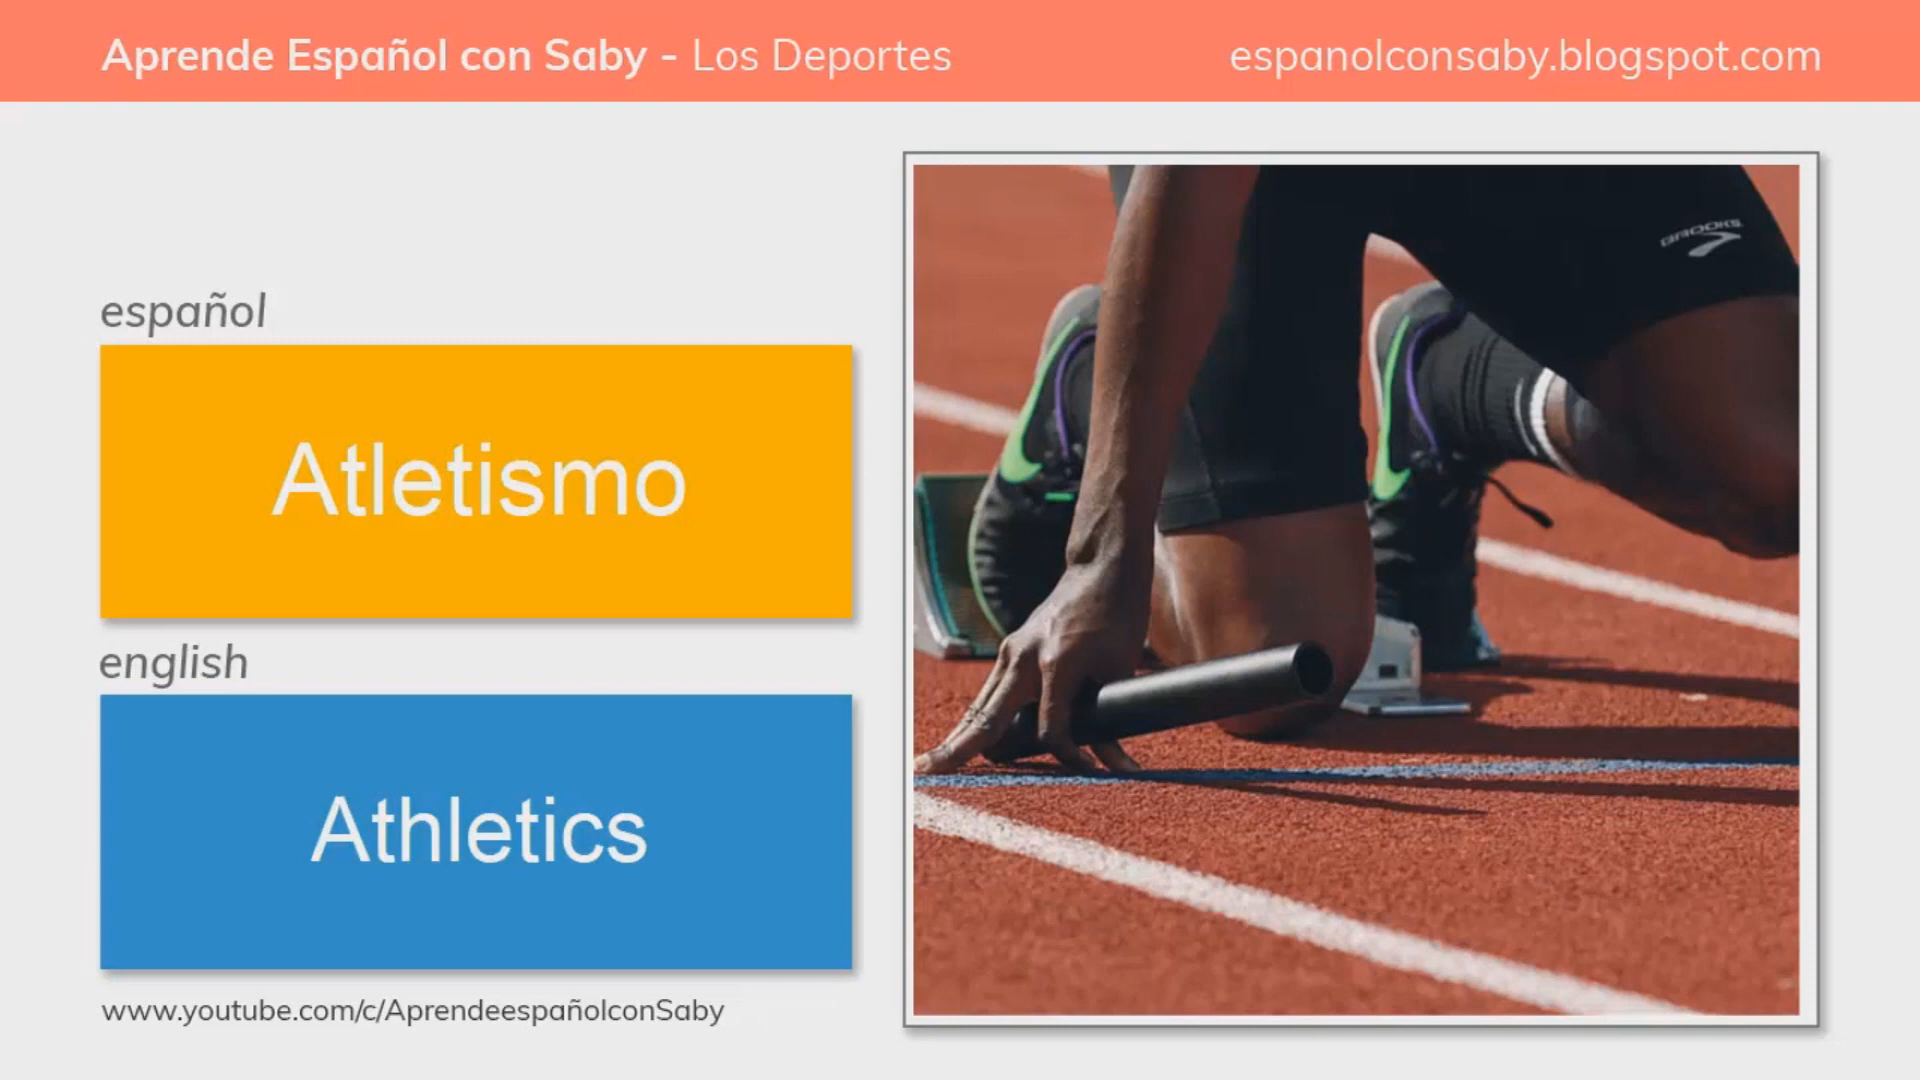 Aprende Español con Saby - Los Deportes
espanolconsaby.blogspot.com
español
Atletismo
english
Athletics
www.youtube.com/c/AprendeespañolconSaby
BROOKS